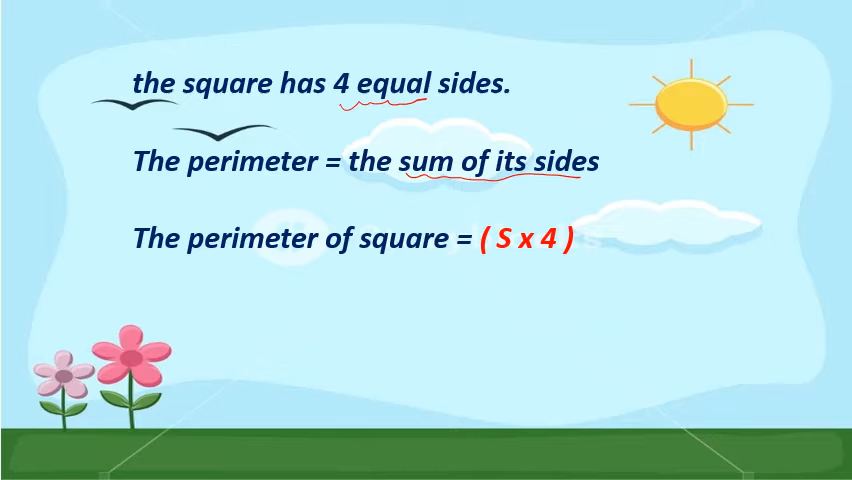 the square has 4 equal sides.
The perimeter = the sum of its sides
The perimeter of square = ( S x 4 )